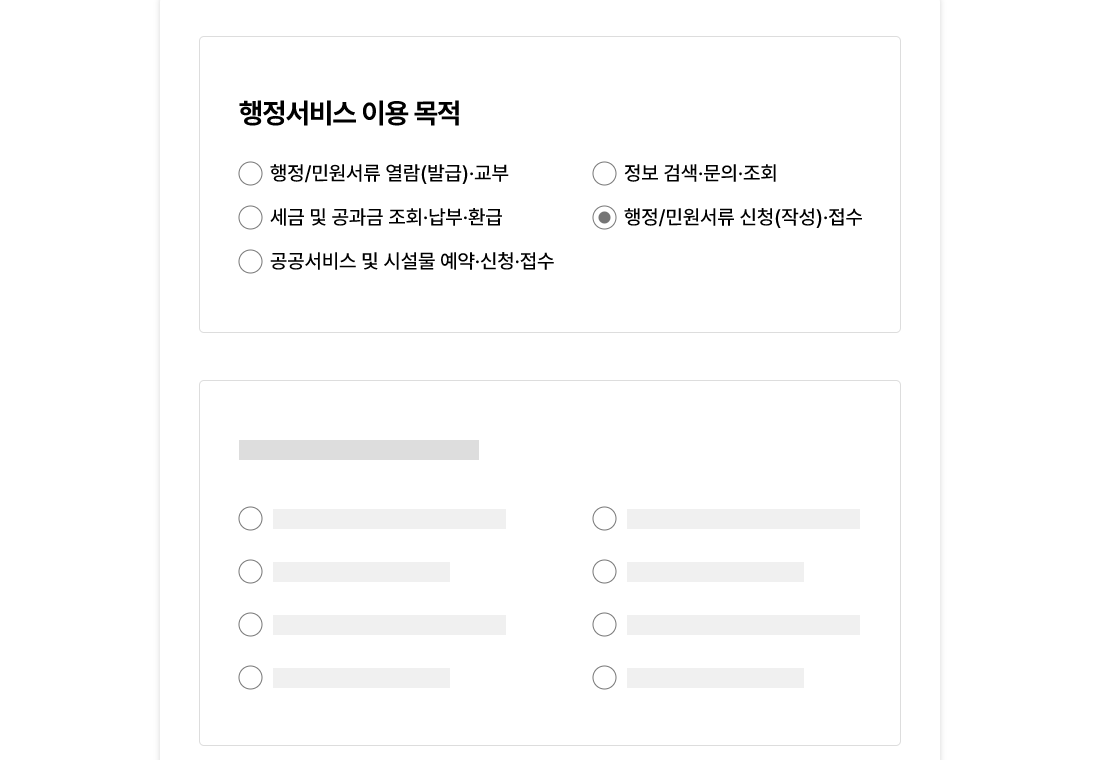 행정서비스 이용 목적
행정/민원서류 열람(발급)·교부
정보 검색·문의·조회
세금 및 공과금 조회·납부·환급
행정/민원서류 신청(작성)·접수
공공서비스 및 시설물 예약·신청·접수